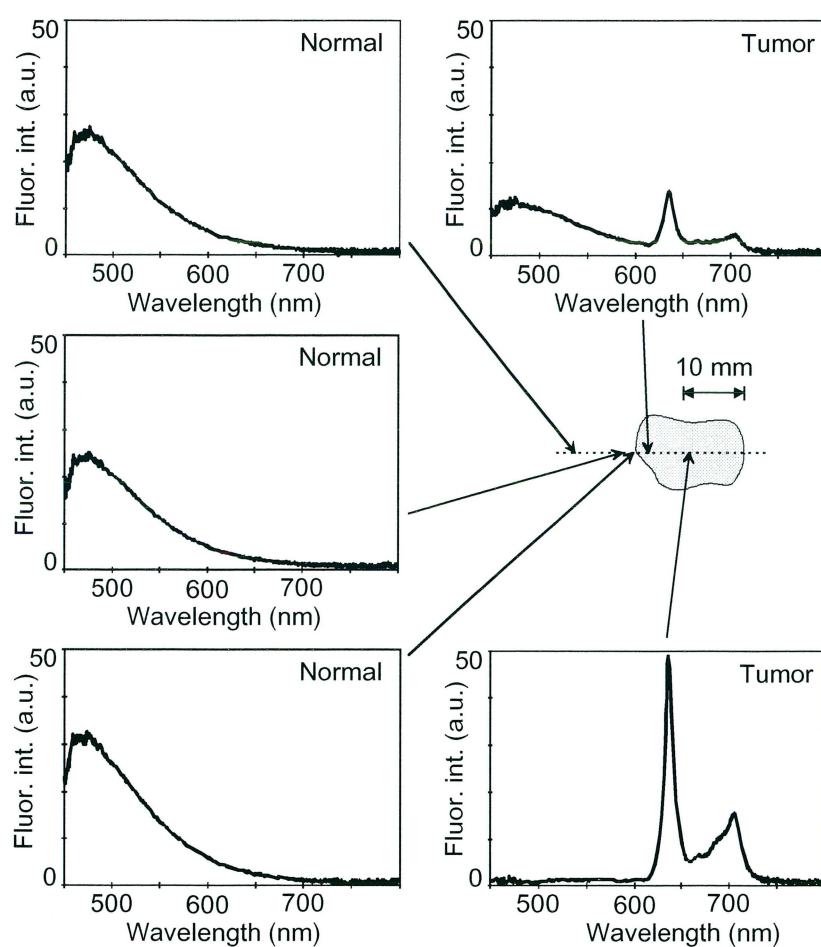 50
Normal
Fluor. int. (a.u.)
0
500 600 700
Wavelength (nm)
50
Tumor
Fluor. int. (a.u.)
0
500 600 700
Wavelength (nm)
50
Normal
Fluor. int. (a.u.)
0
500 600 700
Wavelength (nm)
10 mm
50
Normal
Fluor. int. (a.u.)
0
500 600 700
Wavelength (nm)
50
Tumor
Fluor. int. (a.u.)
0
500 600 700
Wavelength (nm)